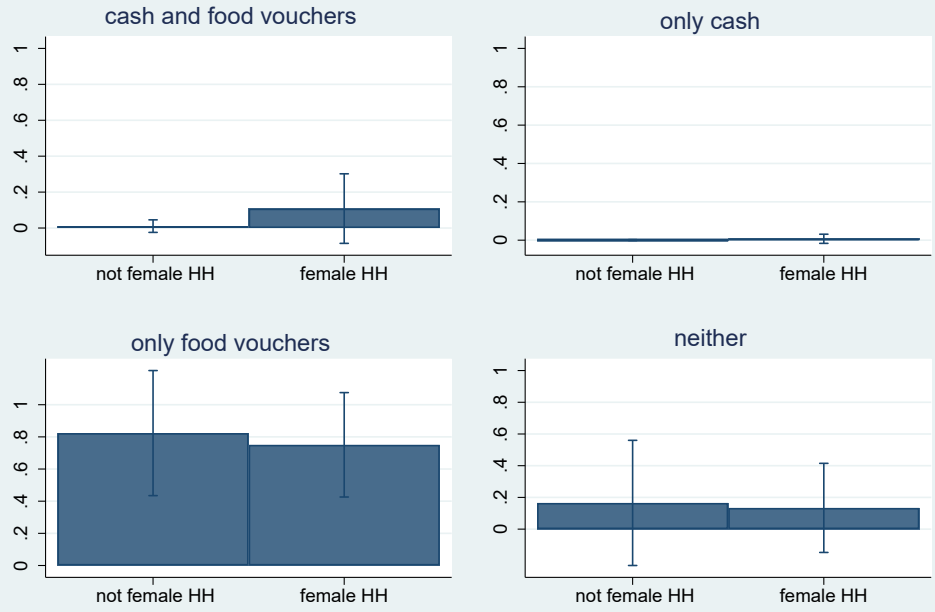 cash and food vouchers
1
.8
.6
.4
.2
0
not female HH
female HH
only cash
1
.8
.6
.4
.2
0
not female HH
female HH
only food vouchers
1
.8
.6
.4
.2
0
not female HH
female HH
neither
1
.8
.6
.4
.2
0
not female HH
female HH